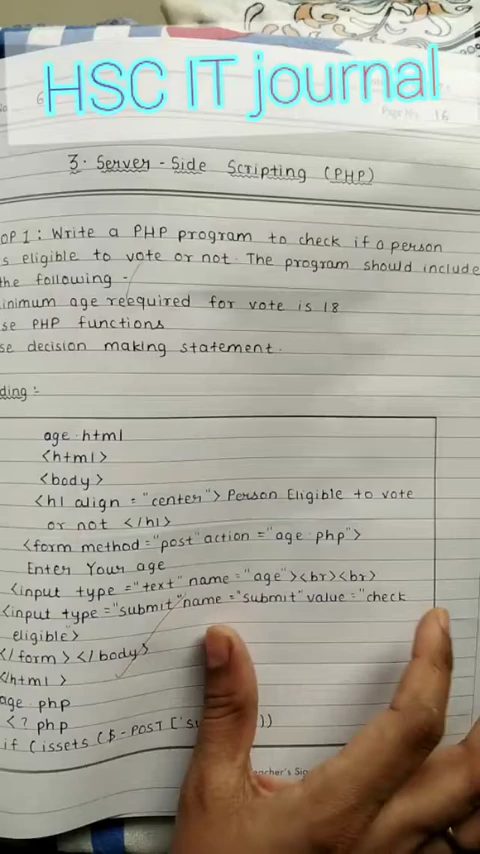 HSC IT journal
Page No. 16
3. Server - Side Scripting (PHP)
OP 1 : Write a PHP program to check if a person
s eligible to vote or not. The program should include
the following -
inimum age reequired for vote is 18
se PHP functions
se decision making statement.
ding :-
age.html
<html>
<body>
<h1 align = "center"> Person Eligible to vote
or not </h1>
<form method = "post" action = "age.php">
Enter Your age
<input type = "text" name = "age"><br><br>
<input type = "submit" name = "submit" value = "check
eligible>
</form> </body>
</html>
age.php
<? php
if (issets ($-POST ['su ))
eacher's Sig